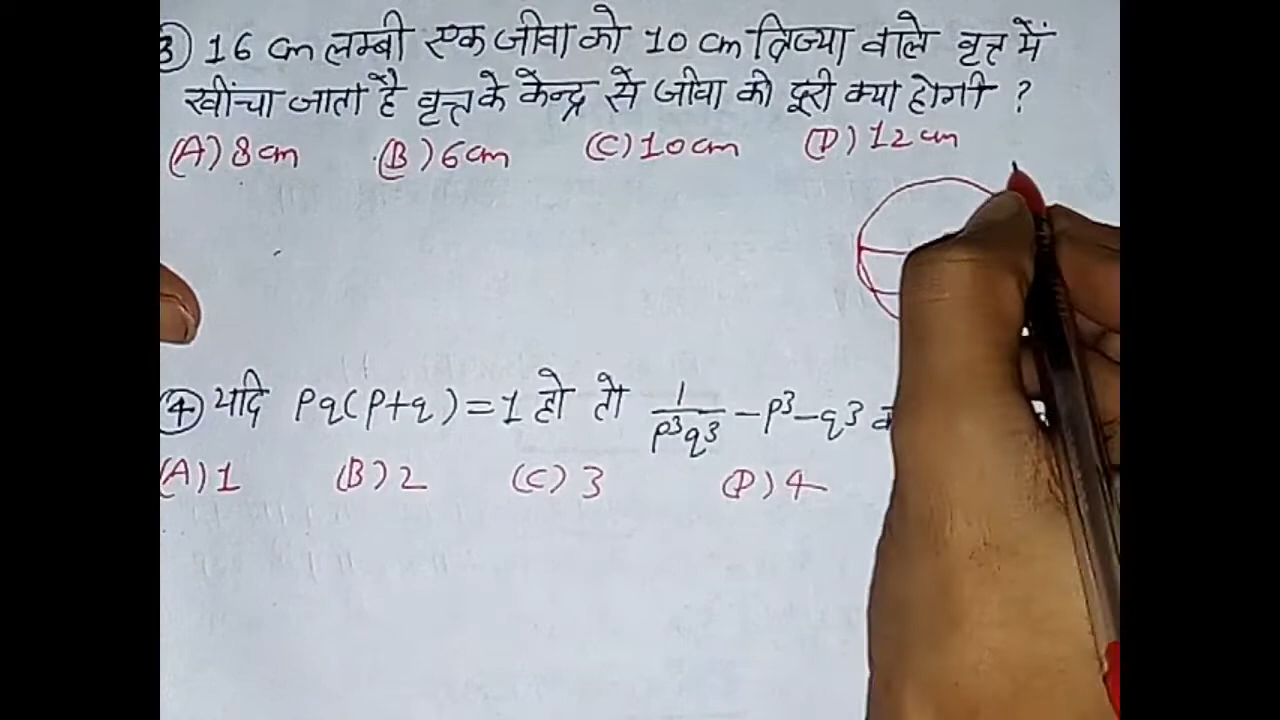 ③ 16 cm लम्बी एक जीवा को 10 cm त्रिज्या वाले वृत्त में
खींचा जाता है वृत्त के केन्द्र से जीवा की दूरी क्या होगी ?
(A) 8 cm (B) 6 cm (C) 10 cm (D) 12 cm
④ यदि pq(p+q) = 1 हो तो 1/p³q³ - p³ - q³
(A) 1 (B) 2 (C) 3 (D) 4